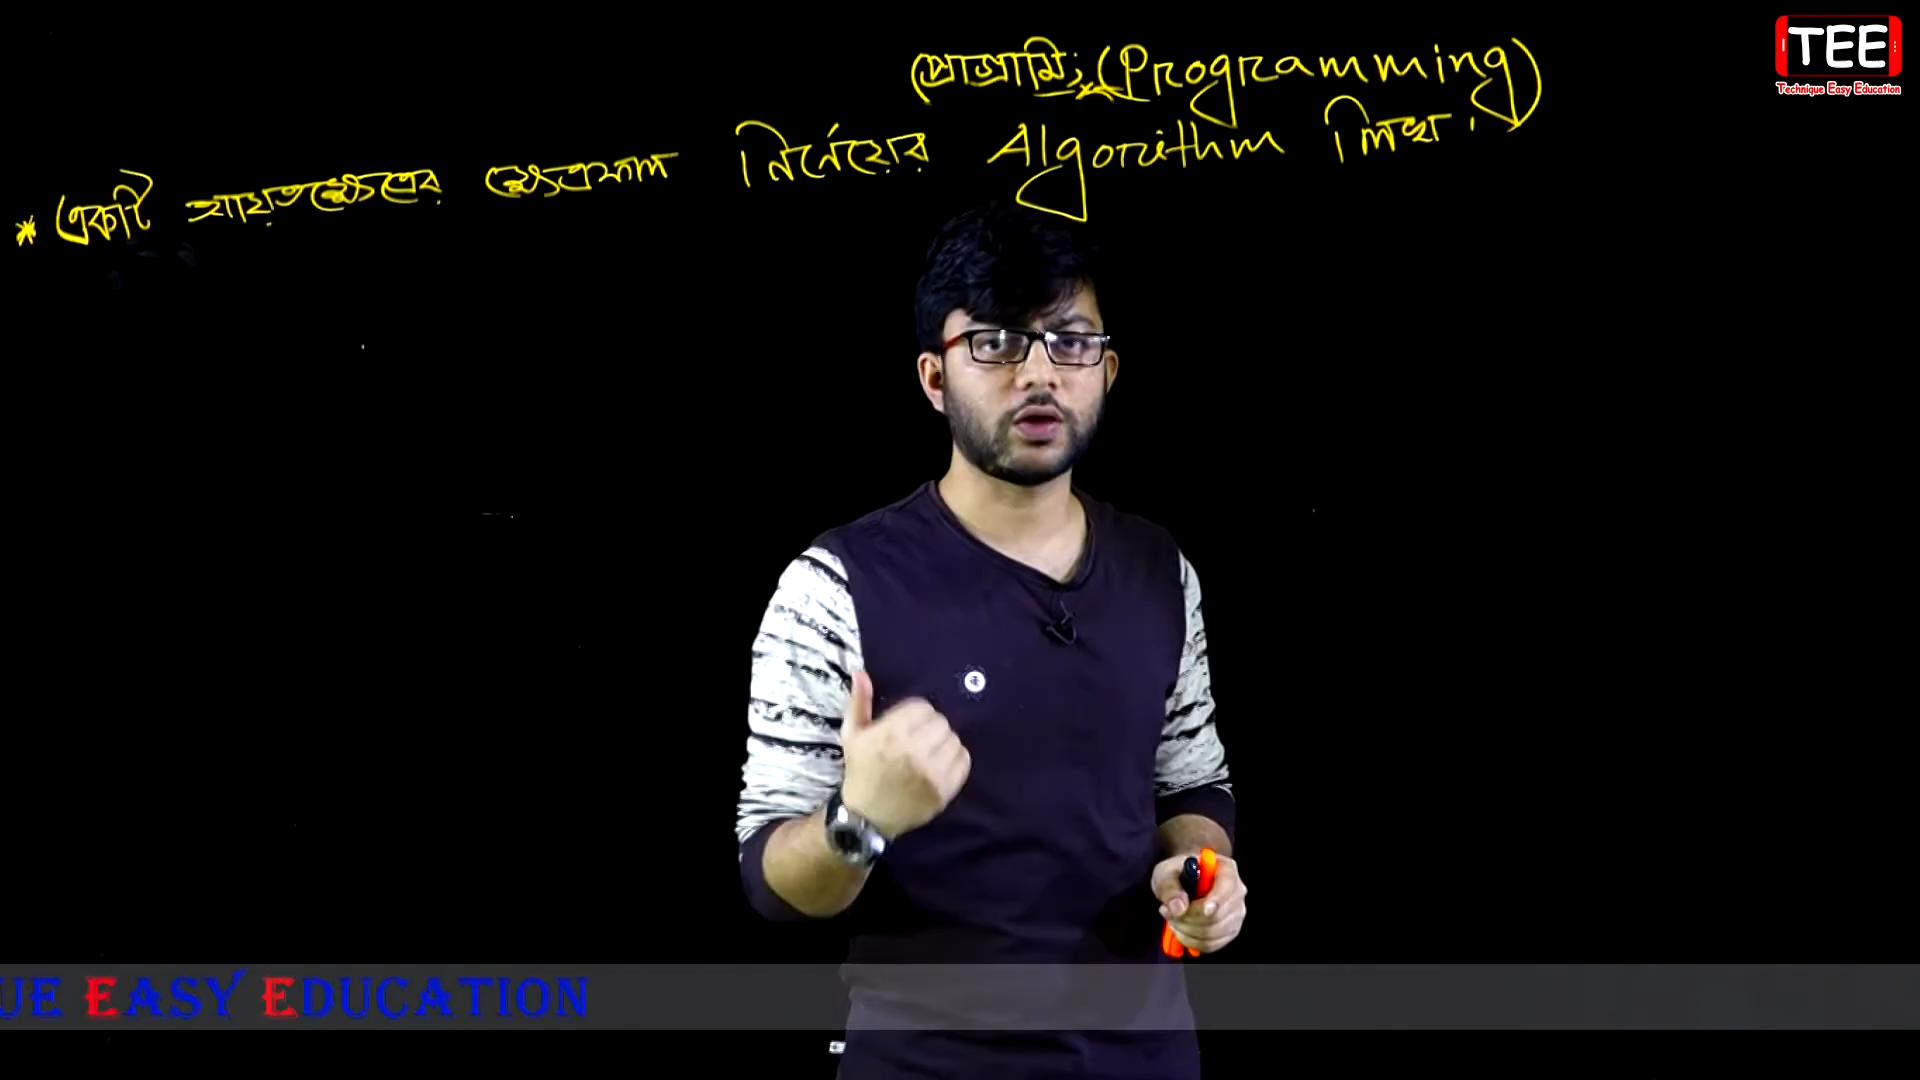 TEE
Technique Easy Education
প্রোগ্রামিং (Programming)
* একটি আয়তক্ষেত্রের ক্ষেত্রফল নির্ণয়ের Algorithm লিখ।
UE EASY EDUCATION